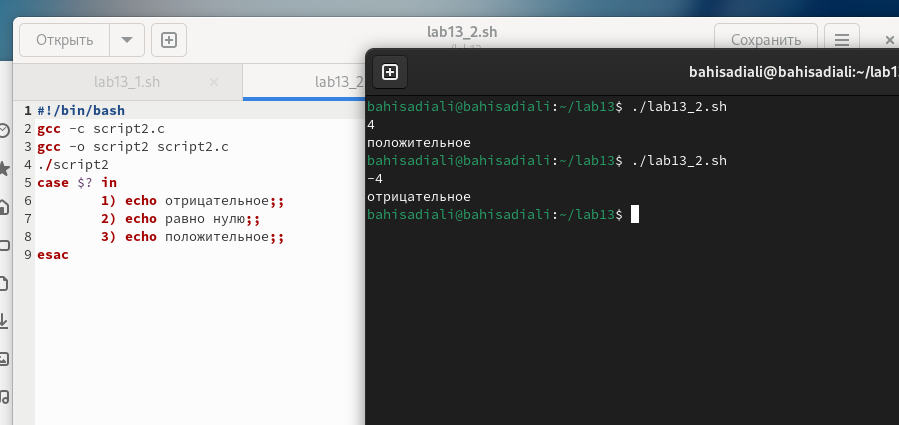 Открыть
lab13_2.sh
Сохранить
lab13_1.sh
lab13_2
bahisadiali@bahisadiali:~/lab13
1 #!/bin/bash
2 gcc -c script2.c
3 gcc -o script2 script2.c
4 ./script2
5 case $? in
6 1) echo отрицательное;;
7 2) echo равно нулю;;
8 3) echo положительное;;
9 esac
bahisadiali@bahisadiali:~/lab13$ ./lab13_2.sh
4
положительное
bahisadiali@bahisadiali:~/lab13$ ./lab13_2.sh
-4
отрицательное
bahisadiali@bahisadiali:~/lab13$